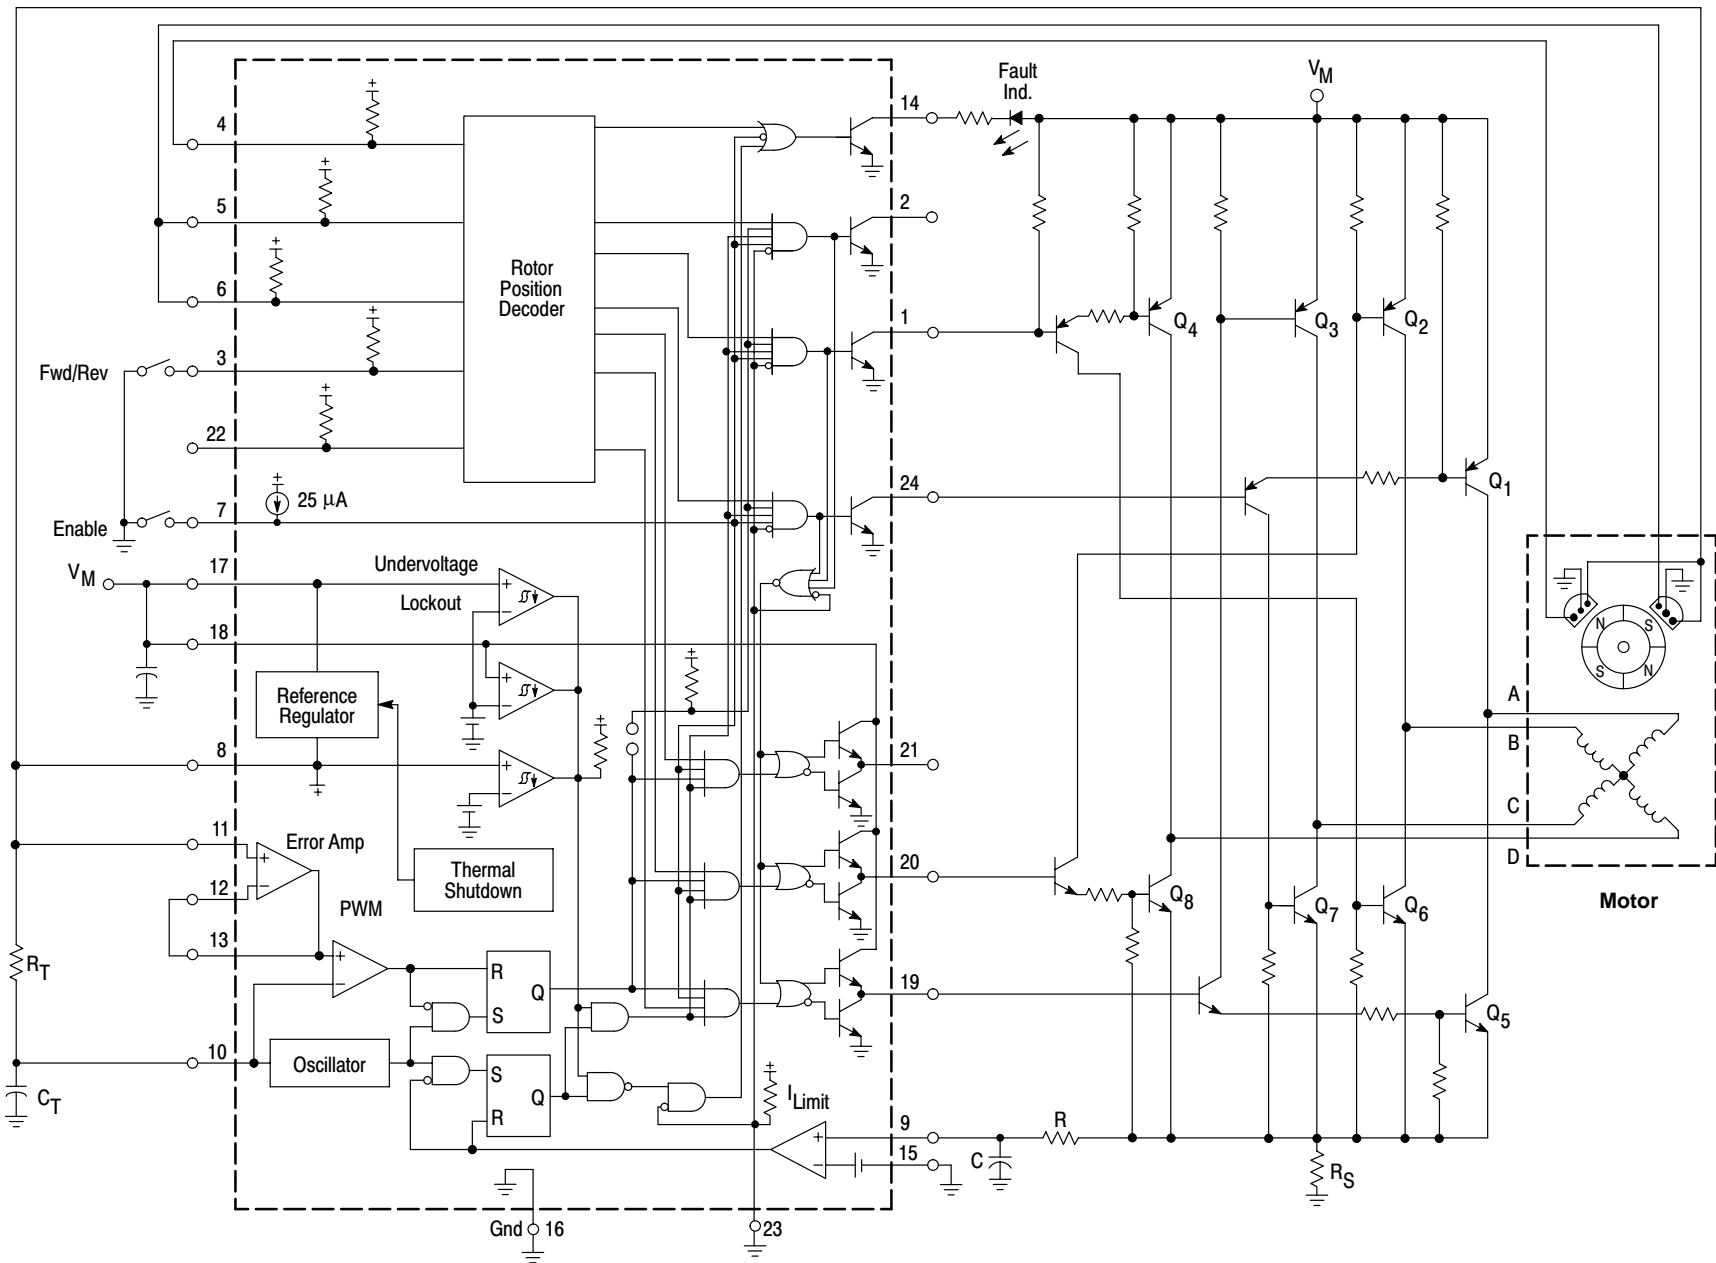 Fault
Ind.
V_M
14
4
2
5
Rotor
Position
Decoder
6
1
Q_4
Q_3
Q_2
Fwd/Rev
3
22
24
Q_1
Enable
7
25 μA
V_M
17
Undervoltage
Lockout
18
N
S
S
N
Reference
Regulator
A
B
8
21
C
D
11
Error Amp
Thermal
Shutdown
20
Q_8
Q_7
Q_6
Motor
12
PWM
13
R_T
R
Q
S
19
Q_5
10
Oscillator
S
Q
R
C_T
I_Limit
9
R
15
C
R_S
Gnd
16
23